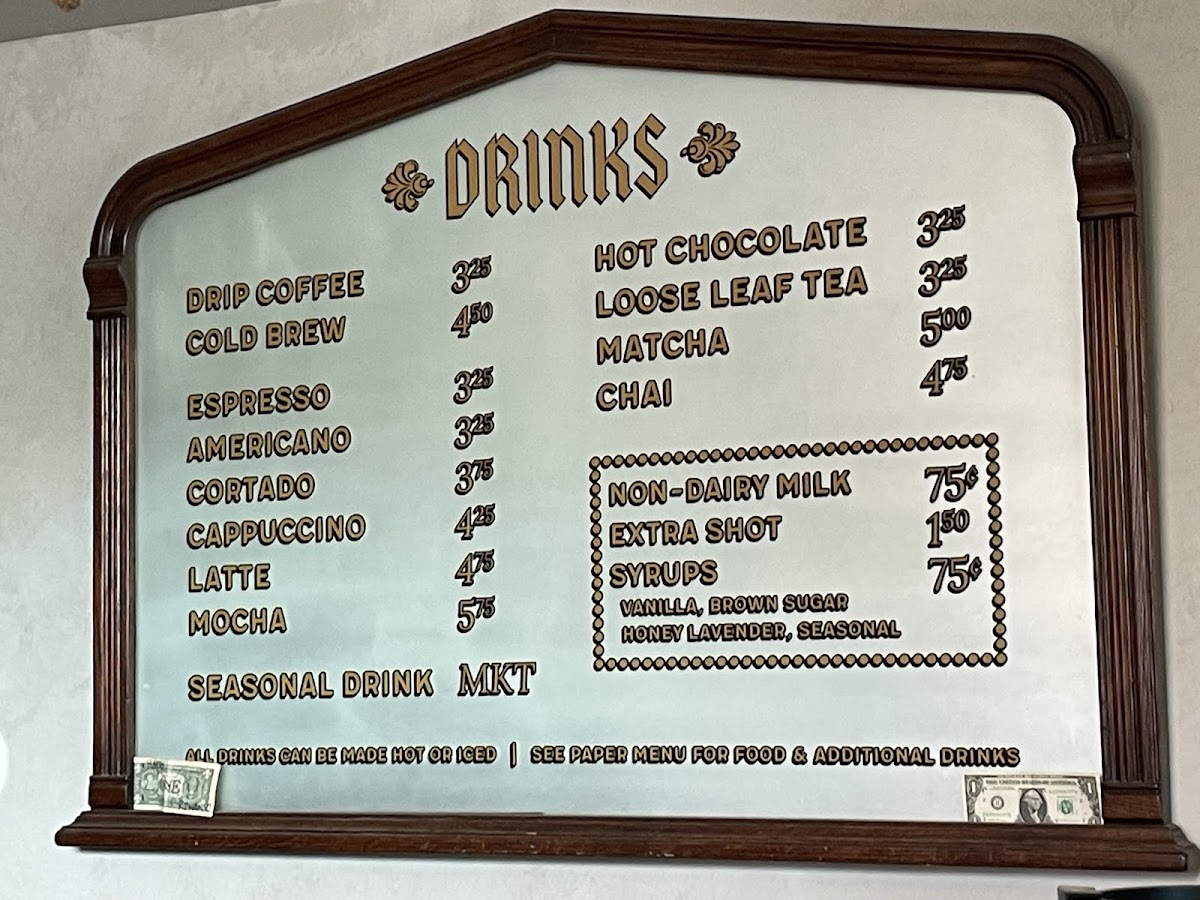 DRINKS
DRIP COFFEE 3.25
COLD BREW 4.50
ESPRESSO 3.25
AMERICANO 3.25
CORTADO 3.75
CAPPUCCINO 4.25
LATTE 4.75
MOCHA 5.75
SEASONAL DRINK MKT
HOT CHOCOLATE 3.25
LOOSE LEAF TEA 3.25
MATCHA 5.00
CHAI 4.75
NON-DAIRY MILK 75¢
EXTRA SHOT 1.50
SYRUPS 75¢
VANILLA, BROWN SUGAR
HONEY LAVENDER, SEASONAL
ALL DRINKS CAN BE MADE HOT OR ICED | SEE PAPER MENU FOR FOOD & ADDITIONAL DRINKS